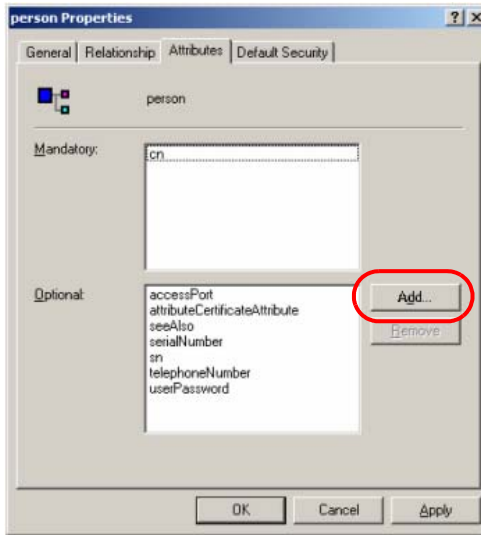 person Properties
General Relationship Attributes Default Security
person
Mandatory:
cn
Optional:
accessPort
attributeCertificateAttribute
seeAlso
serialNumber
sn
telephoneNumber
userPassword
Add...
Remove
OK Cancel Apply